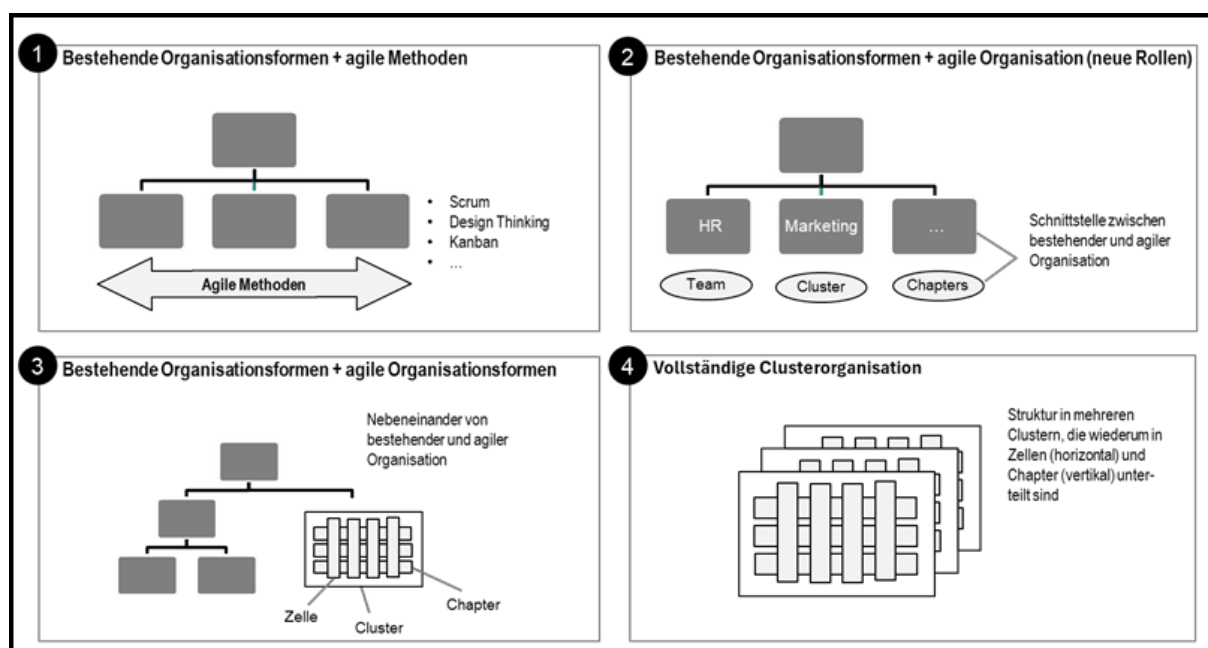 1 Bestehende Organisationsformen + agile Methoden
• Scrum
• Design Thinking
• Kanban
• ...
Agile Methoden
2 Bestehende Organisationsformen + agile Organisation (neue Rollen)
HR
Marketing
...
Team
Cluster
Chapters
Schnittstelle zwischen
bestehender und agiler
Organisation
3 Bestehende Organisationsformen + agile Organisationsformen
Nebeneinander von
bestehender und agiler
Organisation
Zelle
Cluster
Chapter
4 Vollständige Clusterorganisation
Struktur in mehreren
Clustern, die wiederum in
Zellen (horizontal) und
Chapter (vertikal) unter-
teilt sind